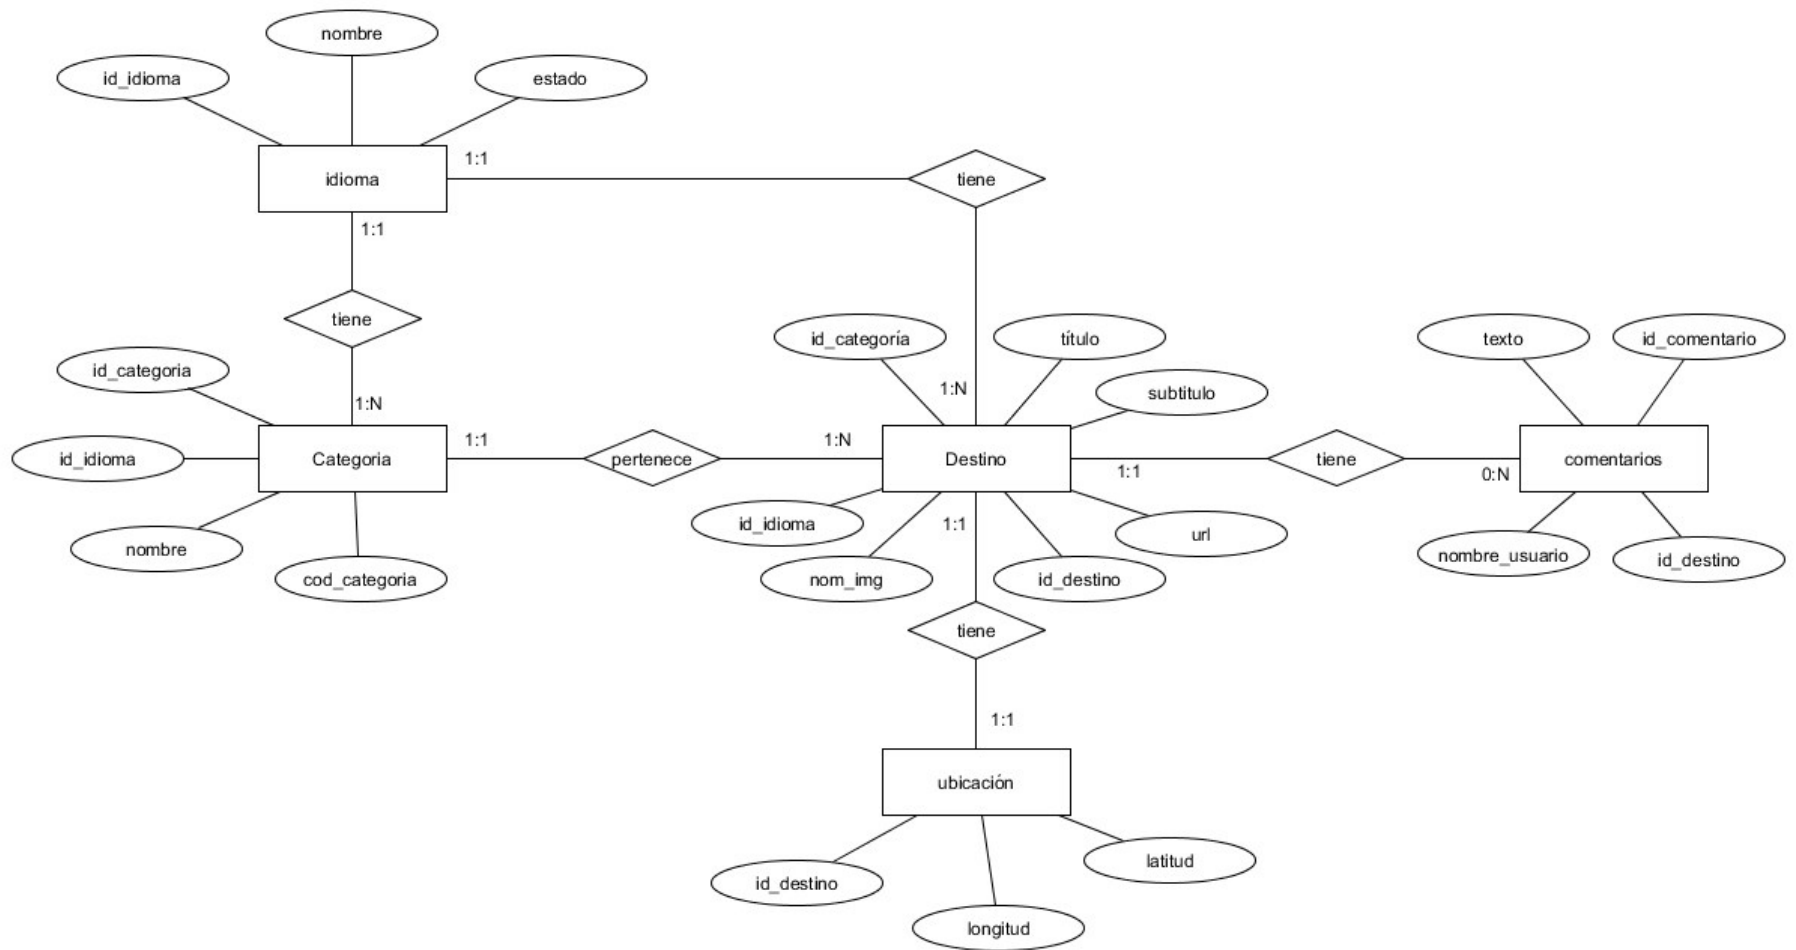 nombre
id_idioma
estado
idioma
1:1
tiene
1:1
tiene
id_categoría
título
texto
id_comentario
id_categoria
subtitulo
1:N
1:N
Categoria
1:1
pertenece
1:N
Destino
1:1
tiene
0:N
comentarios
id_idioma
id_idioma
1:1
url
nombre
nombre_usuario
id_destino
cod_categoria
nom_img
id_destino
tiene
1:1
ubicación
latitud
id_destino
longitud